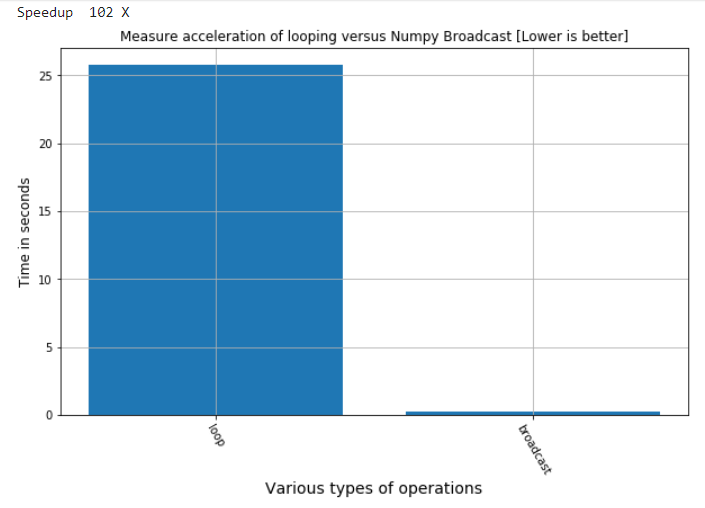 Speedup  102 X
Measure acceleration of looping versus Numpy Broadcast [Lower is better]
Time in seconds
25
20
15
10
5
0
loop
broadcast
Various types of operations